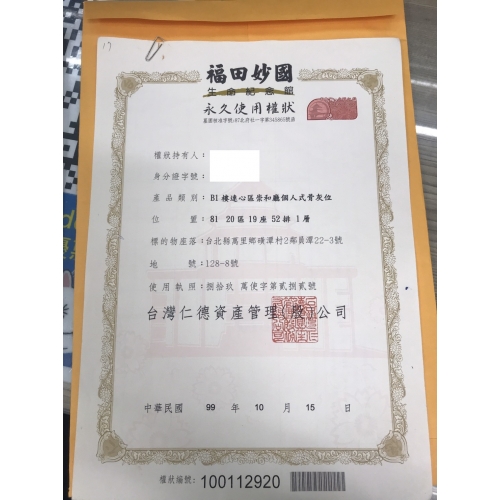 17
福田妙國
生命紀念館
永久使用權狀
權狀持有人：
身分證字號：
產品類別：B1樓達心區崇和廳個人式骨灰位
位置：81 20區19座52排1層
標的物座落：台北縣萬里鄉磺潭村2鄰員潭22-3號
地號：128-8號
使用執照：捌拾玖 萬使字第貳捌貳號
台灣仁德資產管理（股）公司
中華民國 99 年 10 月 15 日
權狀編號：100112920